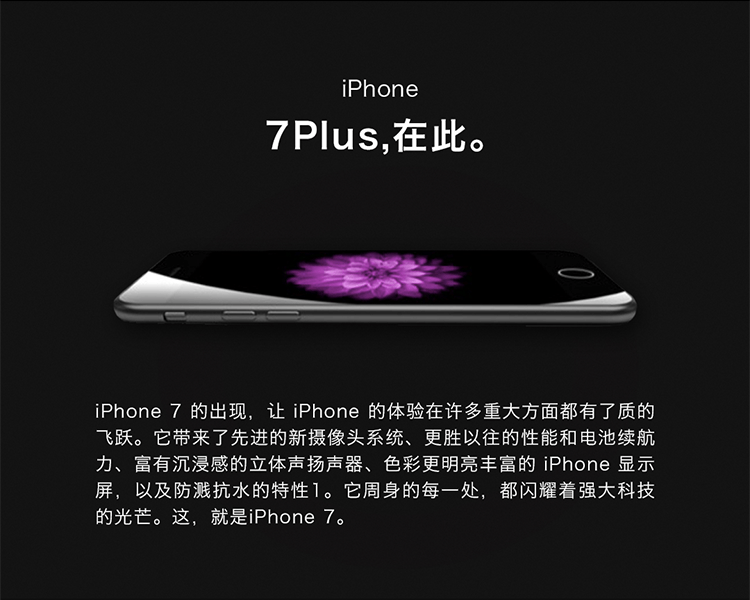 iPhone
7Plus,在此。
iPhone 7 的出现，让 iPhone 的体验在许多重大方面都有了质的
飞跃。它带来了先进的新摄像头系统、更胜以往的性能和电池续航
力、富有沉浸感的立体声扬声器、色彩更明亮丰富的 iPhone 显示
屏，以及防溅抗水的特性1。它周身的每一处，都闪耀着强大科技
的光芒。这，就是iPhone 7。